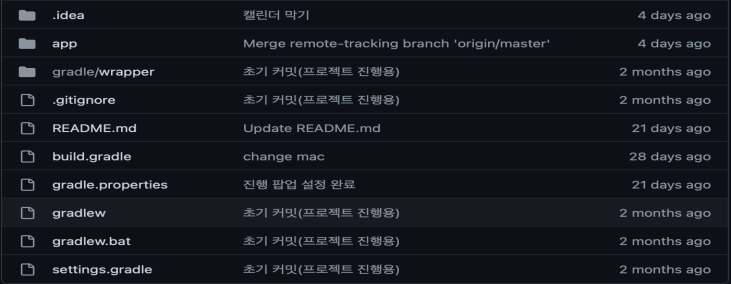 .idea 캘린더 막기 4 days ago
app Merge remote-tracking branch 'origin/master' 4 days ago
gradle/wrapper 초기 커밋(프로젝트 진행용) 2 months ago
.gitignore 초기 커밋(프로젝트 진행용) 2 months ago
README.md Update README.md 21 days ago
build.gradle change mac 28 days ago
gradle.properties 진행 팝업 설정 완료 21 days ago
gradlew 초기 커밋(프로젝트 진행용) 2 months ago
gradlew.bat 초기 커밋(프로젝트 진행용) 2 months ago
settings.gradle 초기 커밋(프로젝트 진행용) 2 months ago